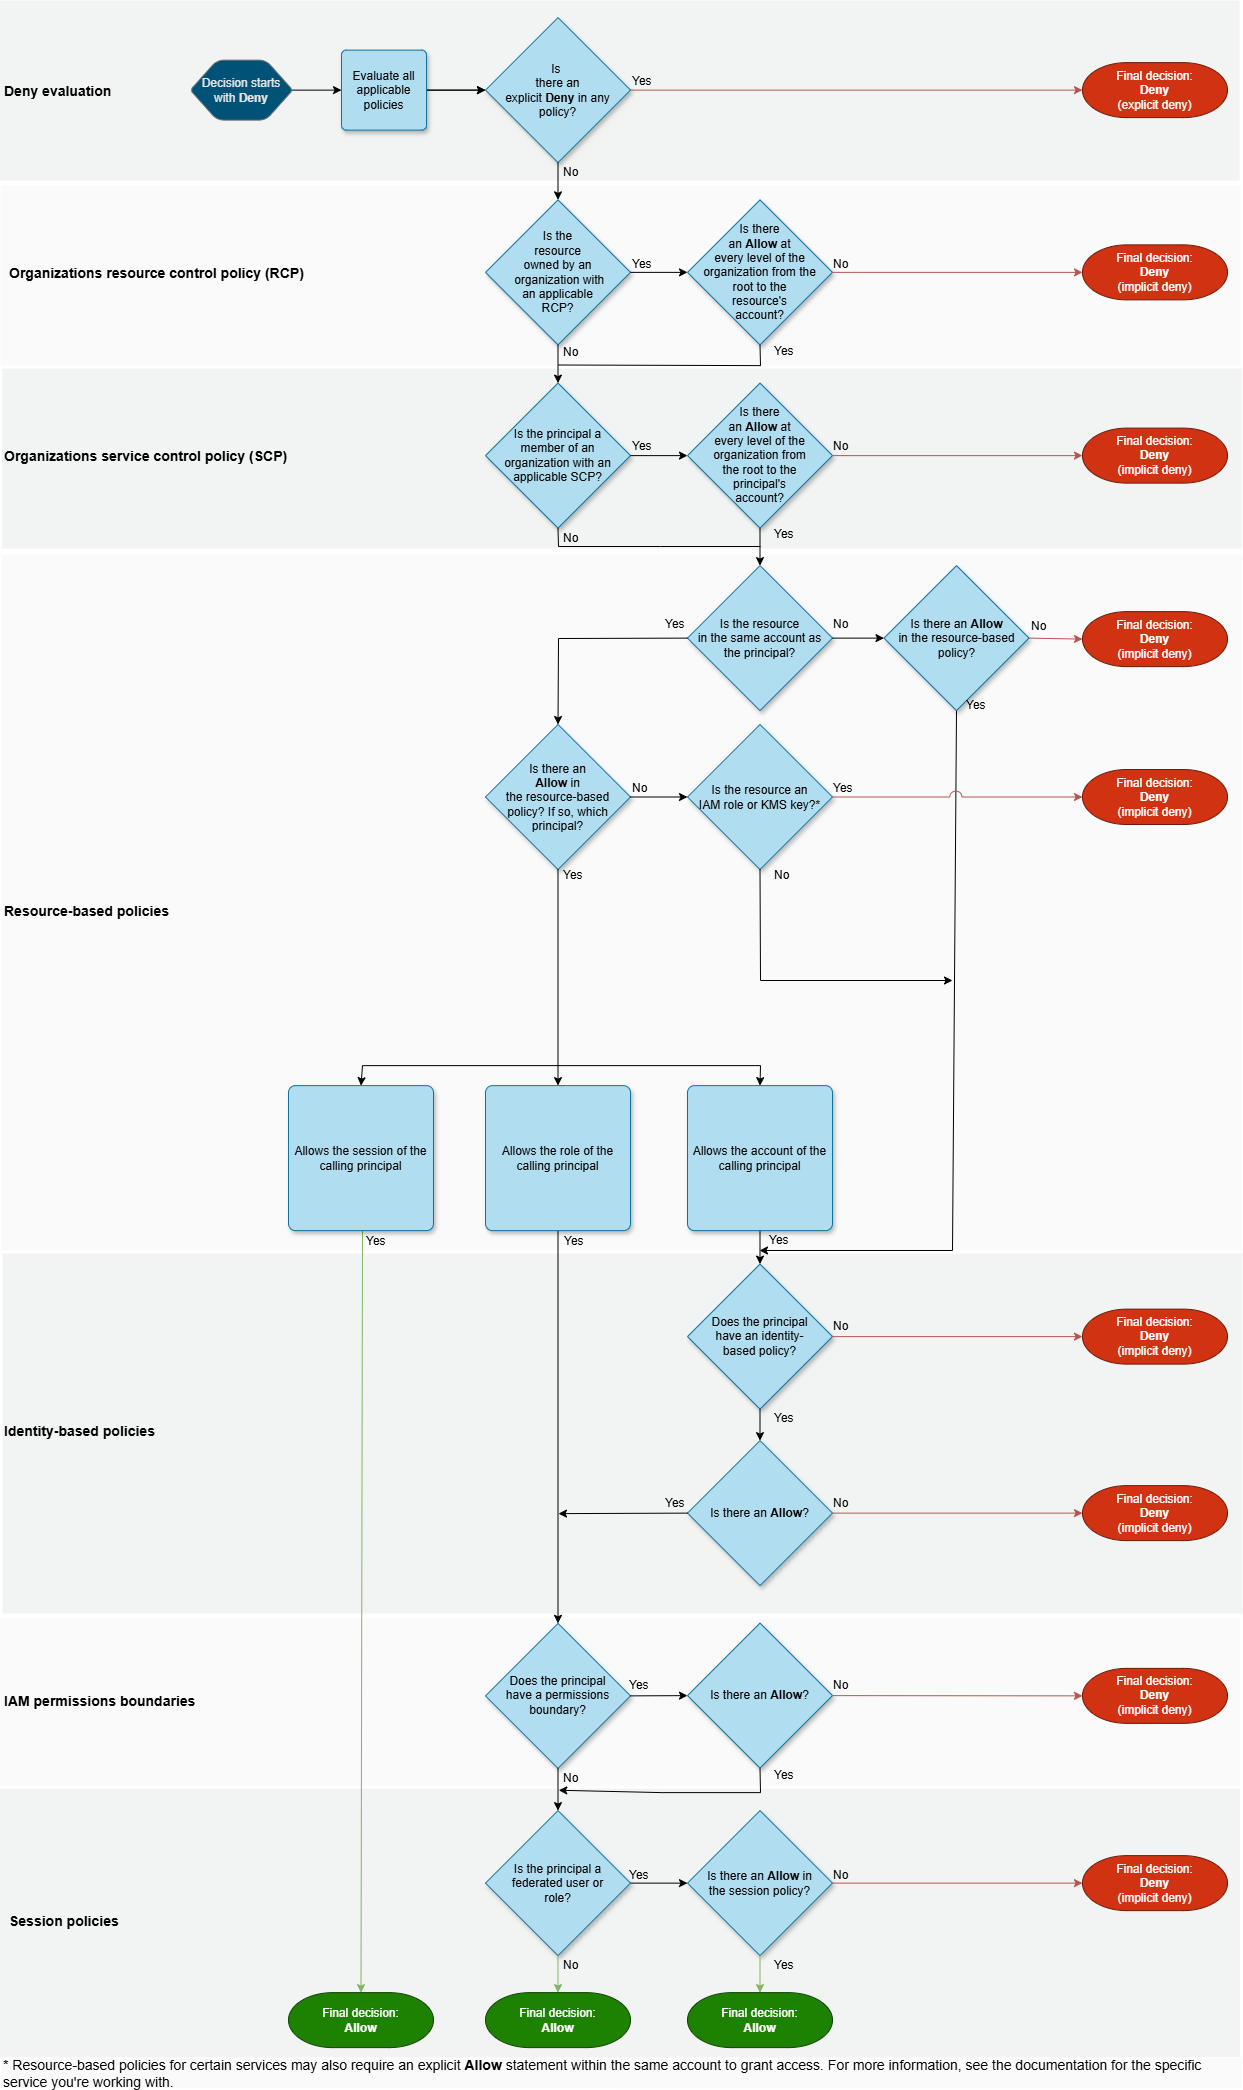 Deny evaluation
Decision starts
with Deny
Evaluate all
applicable
policies
Is
there an
explicit Deny in any
policy?
Yes
Final decision:
Deny
(explicit deny)
No
Organizations resource control policy (RCP)
Is the
resource
owned by an
organization with
an applicable
RCP?
Yes
Is there
an Allow at
every level of the
organization from the
root to the
resource's
account?
No
Final decision:
Deny
(implicit deny)
No
Yes
Organizations service control policy (SCP)
Is the principal a
member of an
organization with an
applicable SCP?
Yes
Is there
an Allow at
every level of the
organization from
the root to the
principal's
account?
No
Final decision:
Deny
(implicit deny)
No
Yes
Yes
Is the resource
in the same account as
the principal?
No
Is there an Allow
in the resource-based
policy?
No
Final decision:
Deny
(implicit deny)
Yes
Is there an
Allow in
the resource-based
policy? If so, which
principal?
No
Is the resource an
IAM role or KMS key?*
Yes
Final decision:
Deny
(implicit deny)
Yes
No
Resource-based policies
Allows the session of the
calling principal
Allows the role of the
calling principal
Allows the account of the
calling principal
Yes
Yes
Yes
Does the principal
have an identity-
based policy?
No
Final decision:
Deny
(implicit deny)
Yes
Identity-based policies
Yes
Is there an Allow?
No
Final decision:
Deny
(implicit deny)
IAM permissions boundaries
Does the principal
have a permissions
boundary?
Yes
Is there an Allow?
No
Final decision:
Deny
(implicit deny)
No
Yes
Session policies
Is the principal a
federated user or
role?
Yes
Is there an Allow in
the session policy?
No
Final decision:
Deny
(implicit deny)
No
Yes
Final decision:
Allow
Final decision:
Allow
Final decision:
Allow
* Resource-based policies for certain services may also require an explicit Allow statement within the same account to grant access. For more information, see the documentation for the specific
service you're working with.